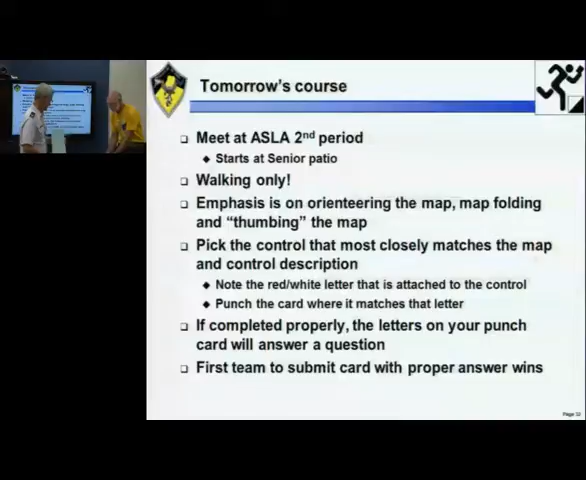 Tomorrow's course
Meet at ASLA 2nd period
Starts at Senior patio
Walking only!
Emphasis is on orienteering the map, map folding
and “thumbing” the map
Pick the control that most closely matches the map
and control description
Note the red/white letter that is attached to the control
Punch the card where it matches that letter
If completed properly, the letters on your punch
card will answer a question
First team to submit card with proper answer wins